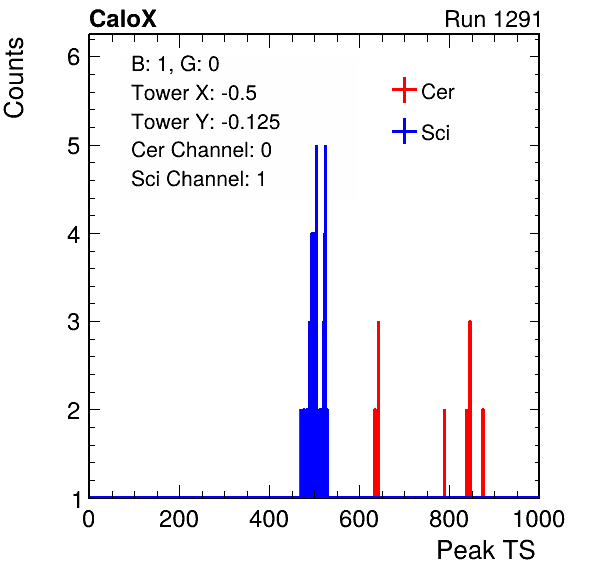 CaloX
Run 1291
Counts
B: 1, G: 0
Tower X: -0.5
Tower Y: -0.125
Cer Channel: 0
Sci Channel: 1
Cer
Sci
6
5
4
3
2
1
0 200 400 600 800 1000
Peak TS